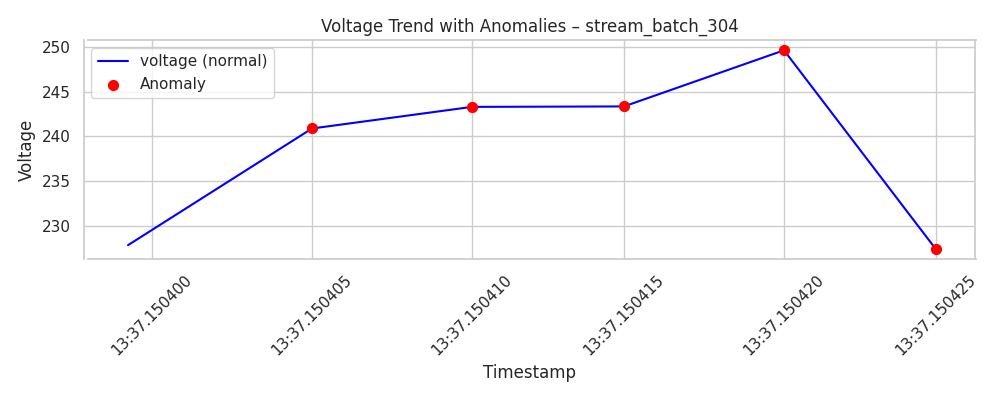 Voltage Trend with Anomalies – stream_batch_304
voltage (normal)
Anomaly
Voltage
250
245
240
235
230
13:37.150400
13:37.150405
13:37.150410
13:37.150415
13:37.150420
13:37.150425
Timestamp